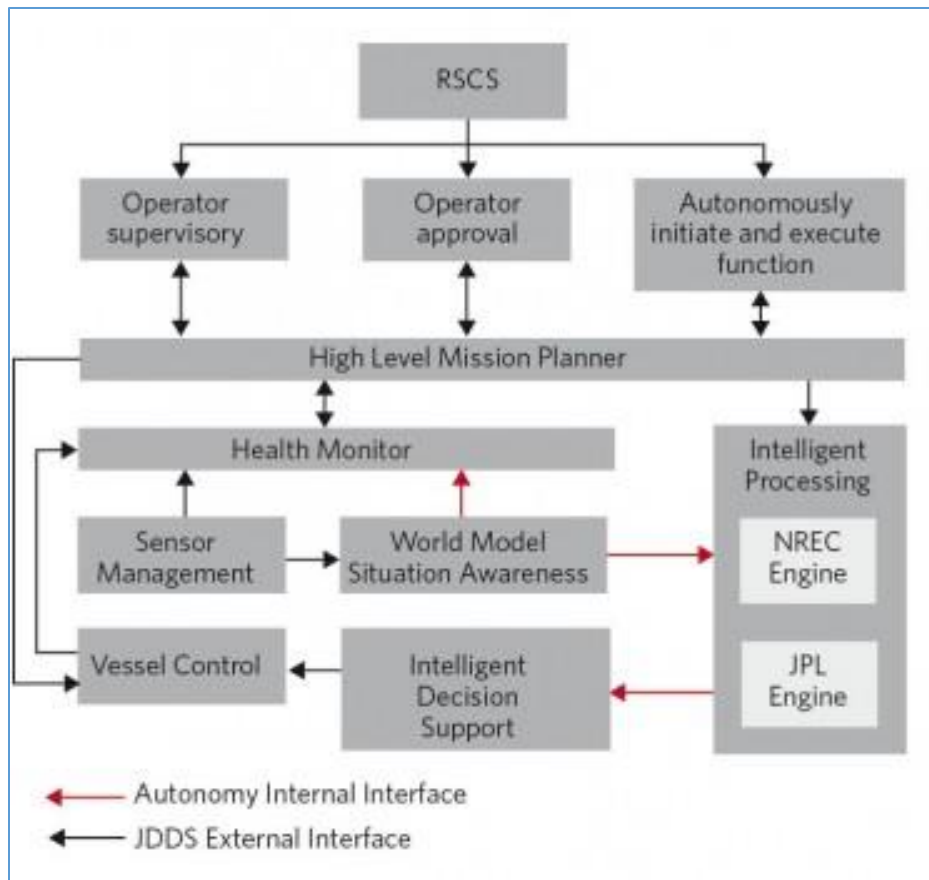 RSCS
Operator
supervisory
Operator
approval
Autonomously
initiate and execute
function
High Level Mission Planner
Health Monitor
Intelligent
Processing
Sensor
Management
World Model
Situation Awareness
NREC
Engine
Vessel Control
Intelligent
Decision
Support
JPL
Engine
Autonomy Internal Interface
JDDS External Interface